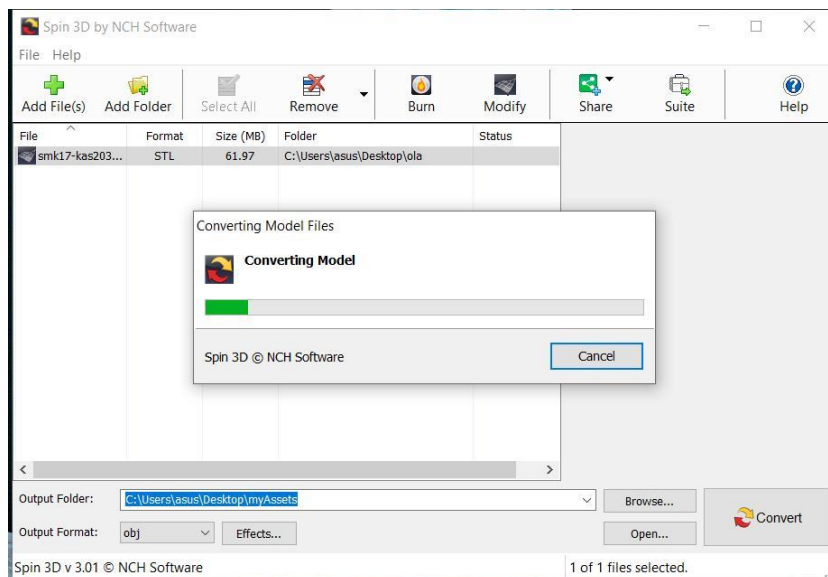 Spin 3D by NCH Software
File Help
Add File(s) Add Folder Select All Remove Burn Modify Share Suite Help
File Format Size (MB) Folder Status
smk17-kas203... STL 61.97 C:\Users\asus\Desktop\ola
Converting Model Files
Converting Model
Spin 3D © NCH Software Cancel
Output Folder: C:\Users\asus\Desktop\myAssets Browse...
Output Format: obj Effects... Open... Convert
Spin 3D v 3.01 © NCH Software 1 of 1 files selected.